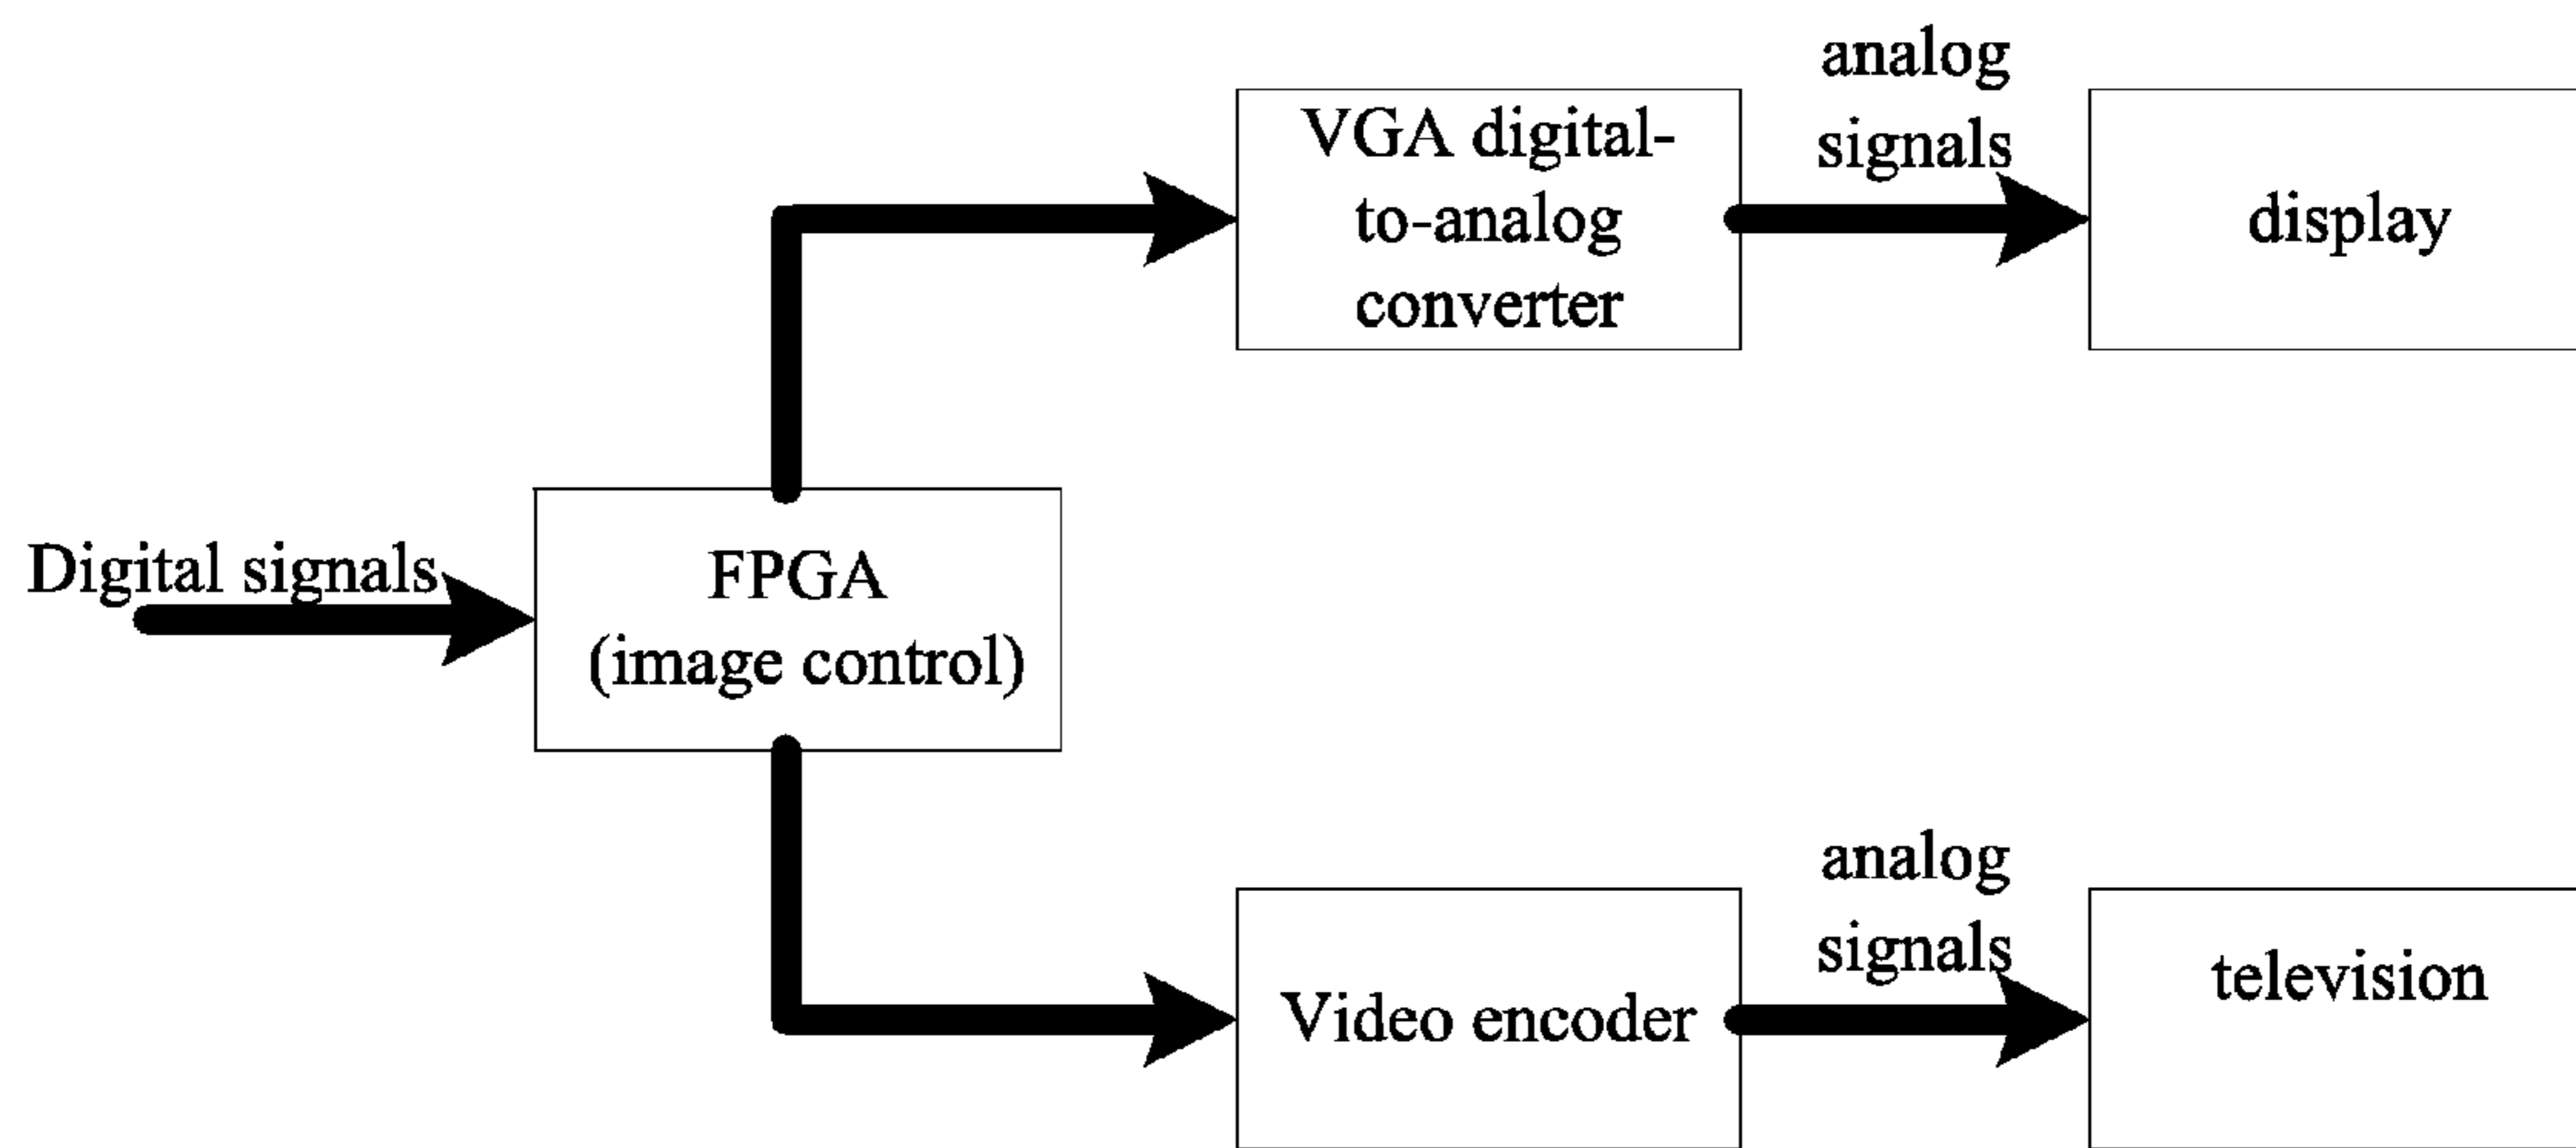 analog
signals
VGA digital-
to-analog
converter
display
Digital signals
FPGA
(image control)
analog
signals
Video encoder
television